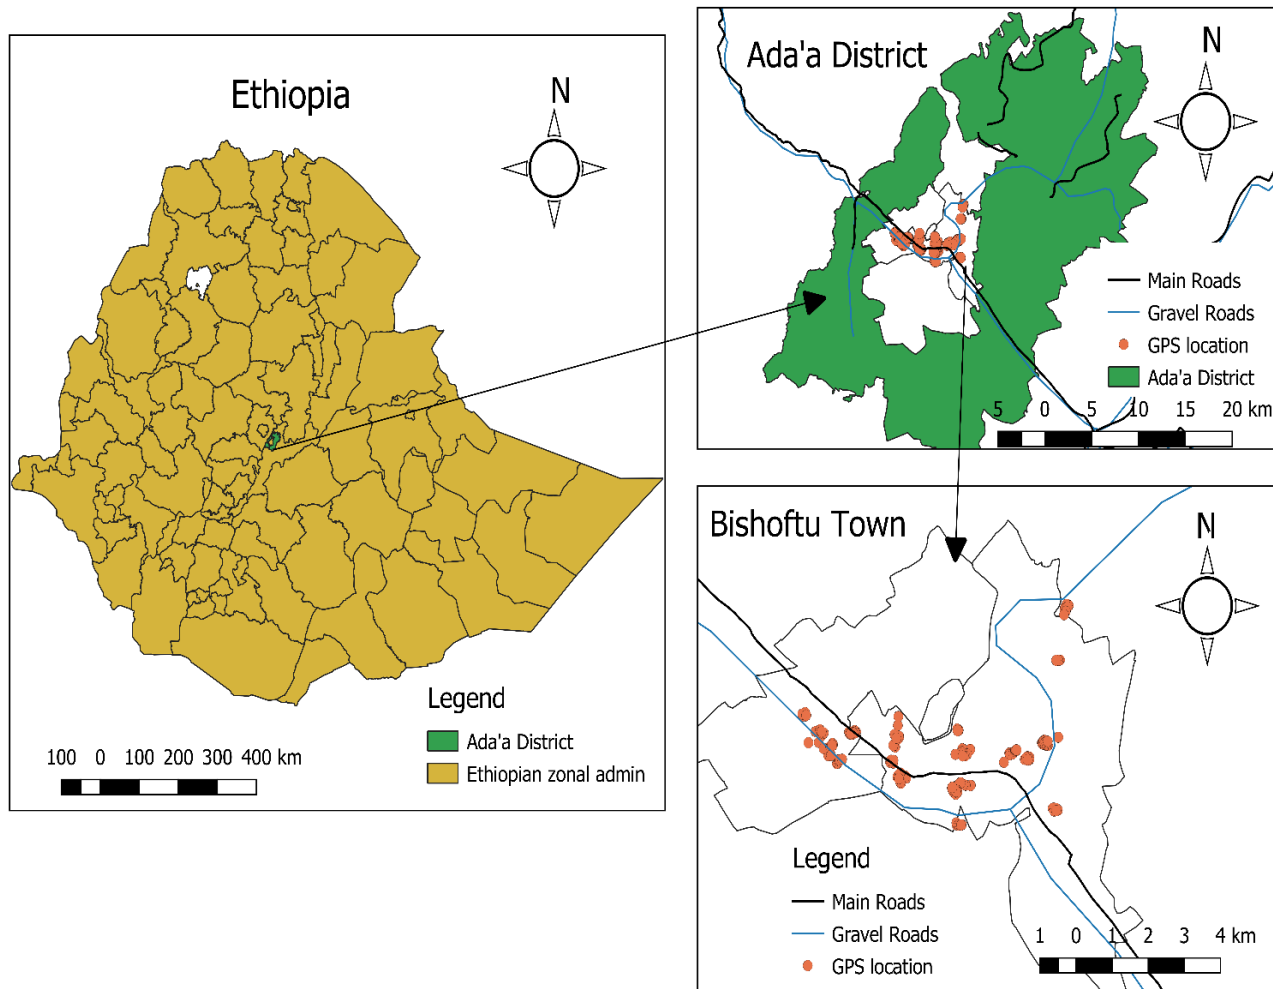 Ethiopia
N
Legend
Ada'a District
Ethiopian zonal admin
100 0 100 200 300 400 km
Ada'a District
N
Main Roads
Gravel Roads
GPS location
Ada'a District
5 0 5 10 15 20 km
Bishoftu Town
N
Legend
Main Roads
Gravel Roads
GPS location
1 0 1 2 3 4 km